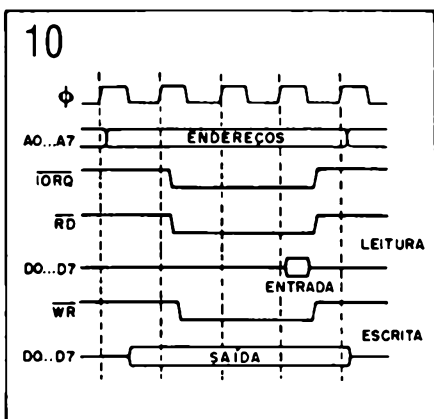 10
ϕ
A0...A7 ENDEREÇOS
IORQ
RD
LEITURA
D0...D7
ENTRADA
WR
ESCRITA
D0...D7 SAÍDA